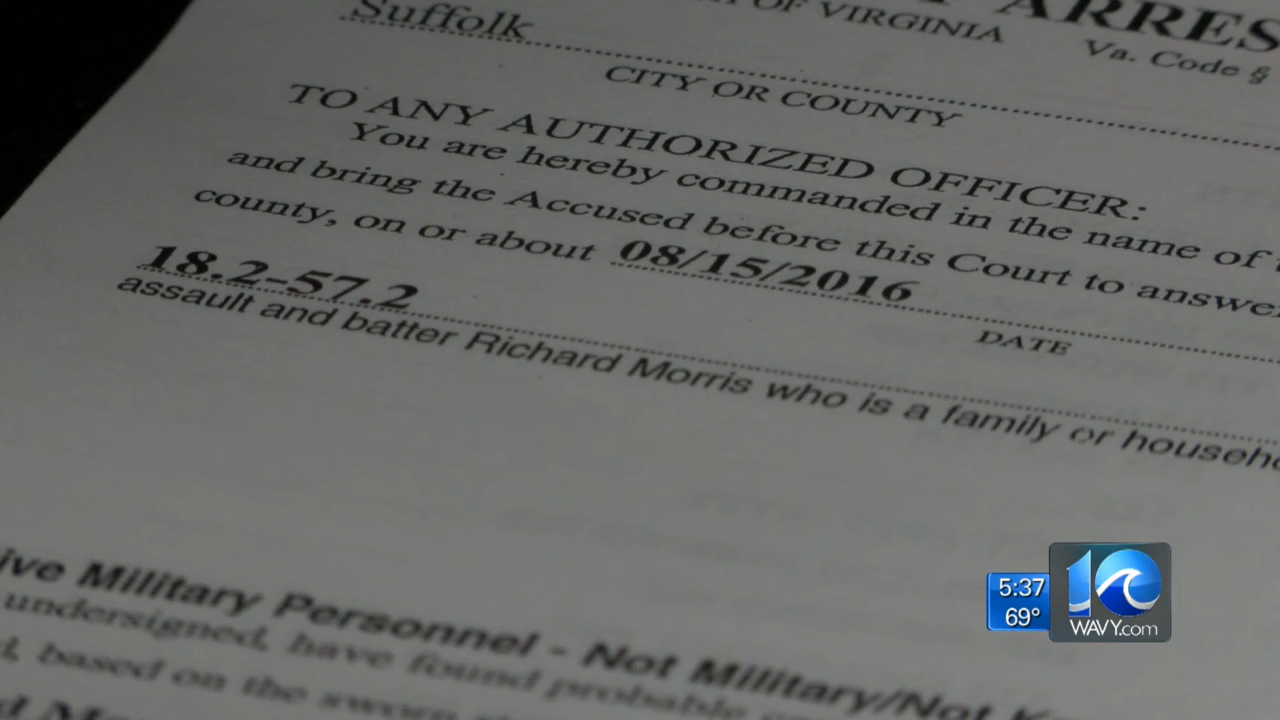 ARRES
Suffolk
OF VIRGINIA
Va. Code §
CITY OR COUNTY
TO ANY AUTHORIZED OFFICER:
You are hereby commanded in the name of
and bring the Accused before this Court to answer
county, on or about 08/15/2016
DATE
18.2-57.2
assault and batter Richard Morris who is a family or househo
ive Military Personnel - Not Military/Not K
undersigned, have found probable
d, based on the sworn
5:37
69°
10
WAVY.com